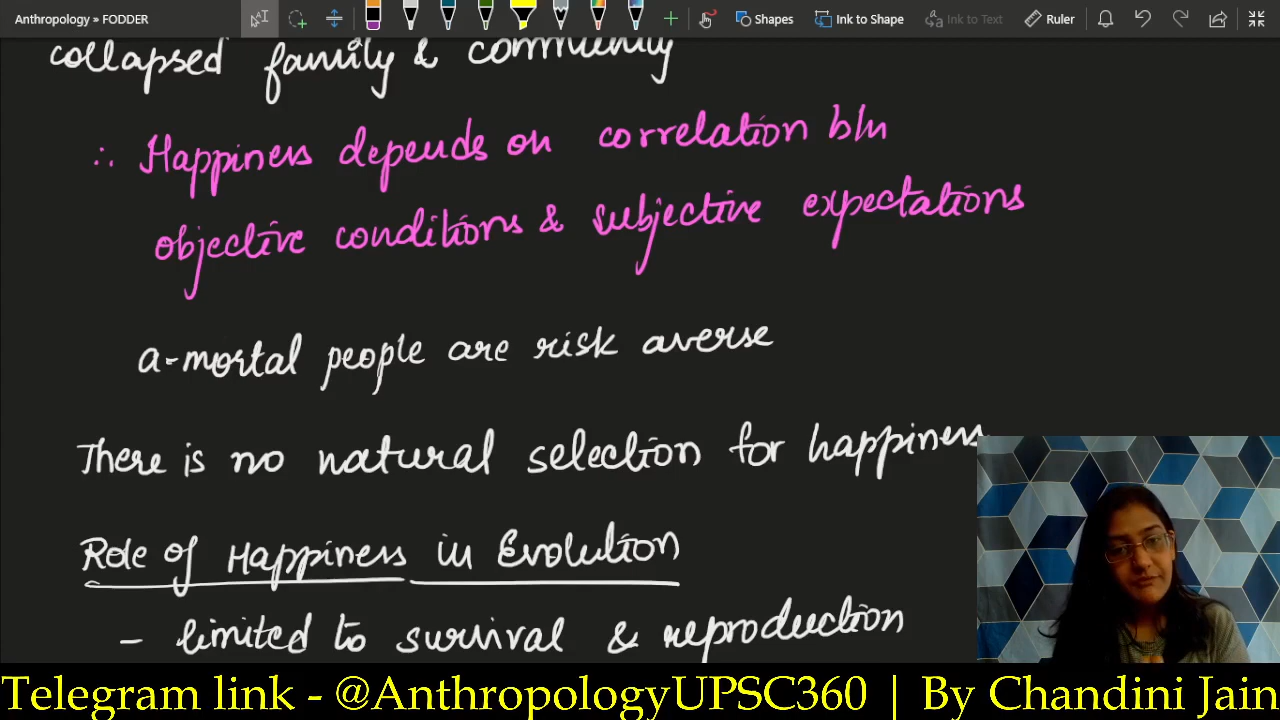 Anthropology » FODDER
Shapes
Ink to Shape
Ink to Text
Ruler
collapsed family & community
∴ Happiness depends on correlation b/n
objective conditions & subjective expectations
a-mortal people are risk averse
There is no natural selection for happiness
Role of Happiness in Evolution
- limited to survival & reproduction
Telegram link - @AnthropologyUPSC360 | By Chandini Jain